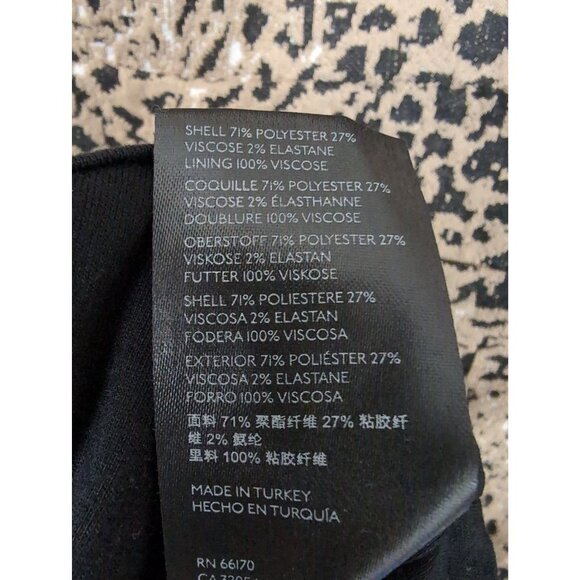 SHELL 71% POLYESTER 27%
VISCOSE 2% ELASTANE
LINING 100% VISCOSE
COQUILLE 71% POLYESTER 27%
VISCOSE 2% ÉLASTHANNE
DOUBLURE 100% VISCOSE
OBERSTOFF 71% POLYESTER 27%
VISKOSE 2% ELASTAN
FUTTER 100% VISKOSE
SHELL 71% POLIESTERE 27%
VISCOSA 2% ELASTAN
FODERA 100% VISCOSA
EXTERIOR 71% POLIÉSTER 27%
VISCOSA 2% ELASTANE
FORRO 100% VISCOSA
面料 71% 聚酯纤维 27% 粘胶纤
维 2% 氨纶
里料 100% 粘胶纤维
MADE IN TURKEY
HECHO EN TURQUÍA
RN 66170